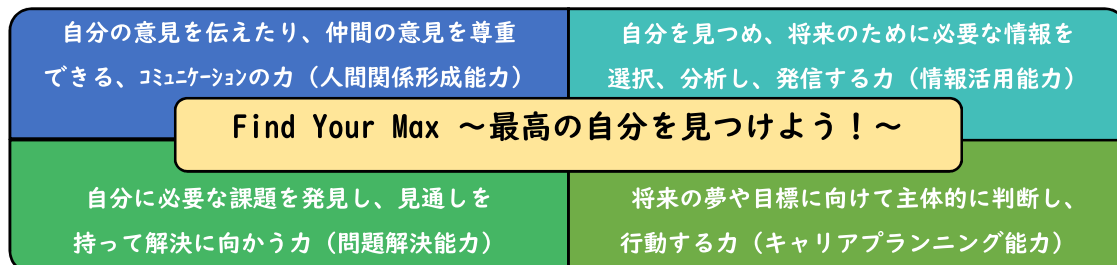 自分の意見を伝えたり、仲間の意見を尊重
できる、ｺﾐｭﾆｹｰｼｮﾝの力（人間関係形成能力）
自分を見つめ、将来のために必要な情報を
選択、分析し、発信する力（情報活用能力）
Find Your Max ～最高の自分を見つけよう！～
自分に必要な課題を発見し、見通しを
持って解決に向かう力（問題解決能力）
将来の夢や目標に向けて主体的に判断し、
行動する力（キャリアプランニング能力）